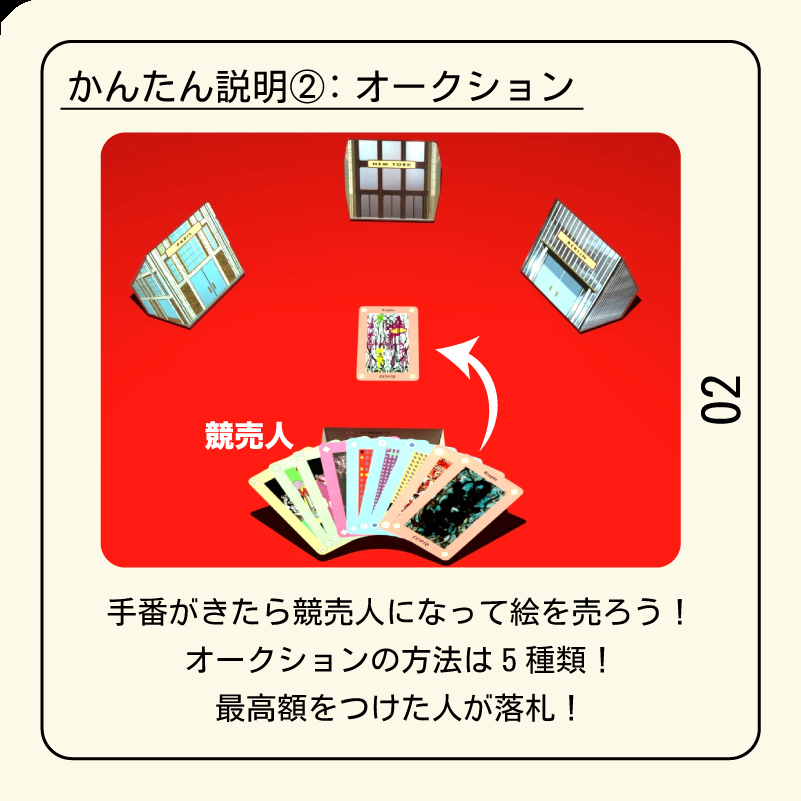 かんたん説明②：オークション
NEW YORK
PARIS
BERLIN
競売人
02
手番がきたら競売人になって絵を売ろう！
オークションの方法は5種類！
最高額をつけた人が落札！